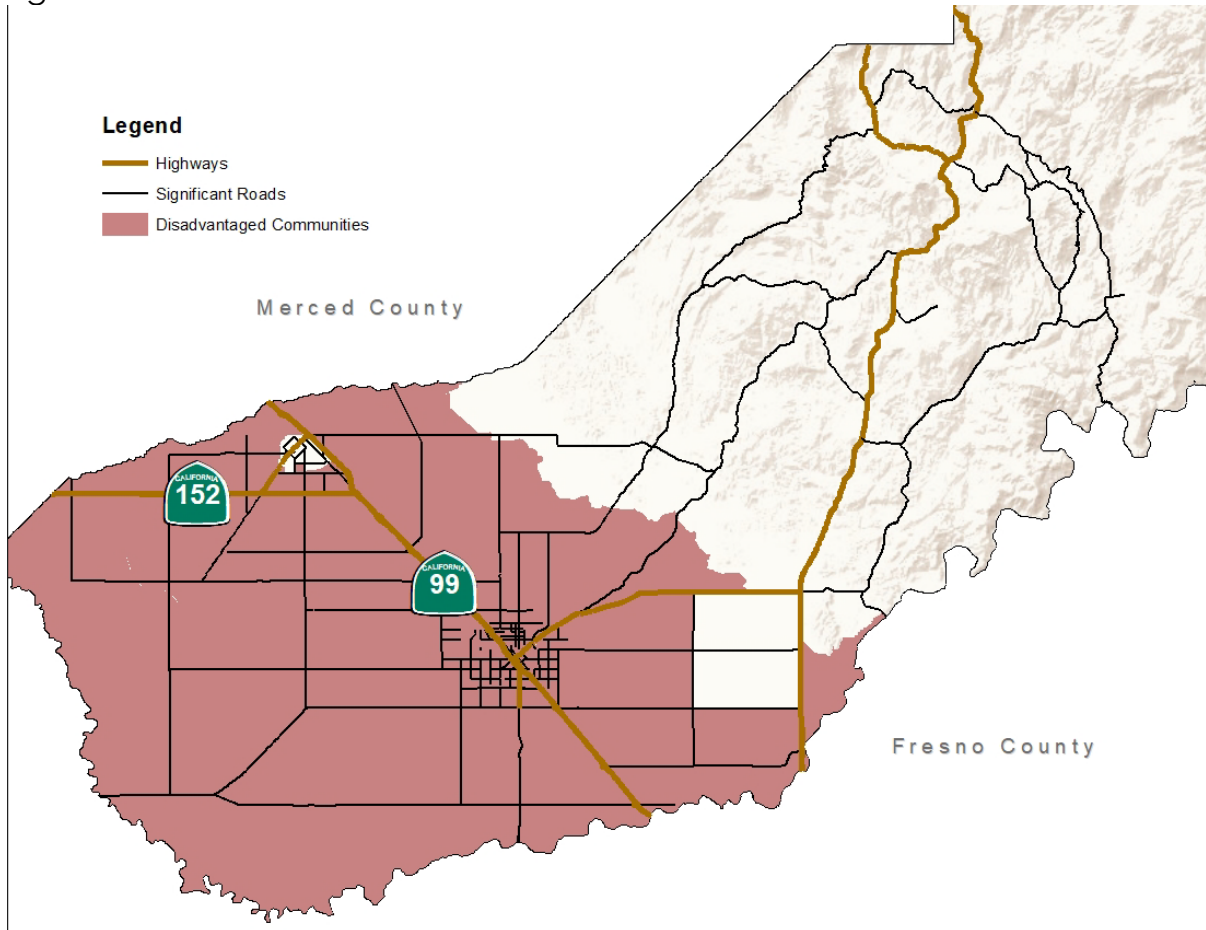 Legend
Highways
Significant Roads
Disadvantaged Communities
Merced County
CALIFORNIA
152
CALIFORNIA
99
Fresno County